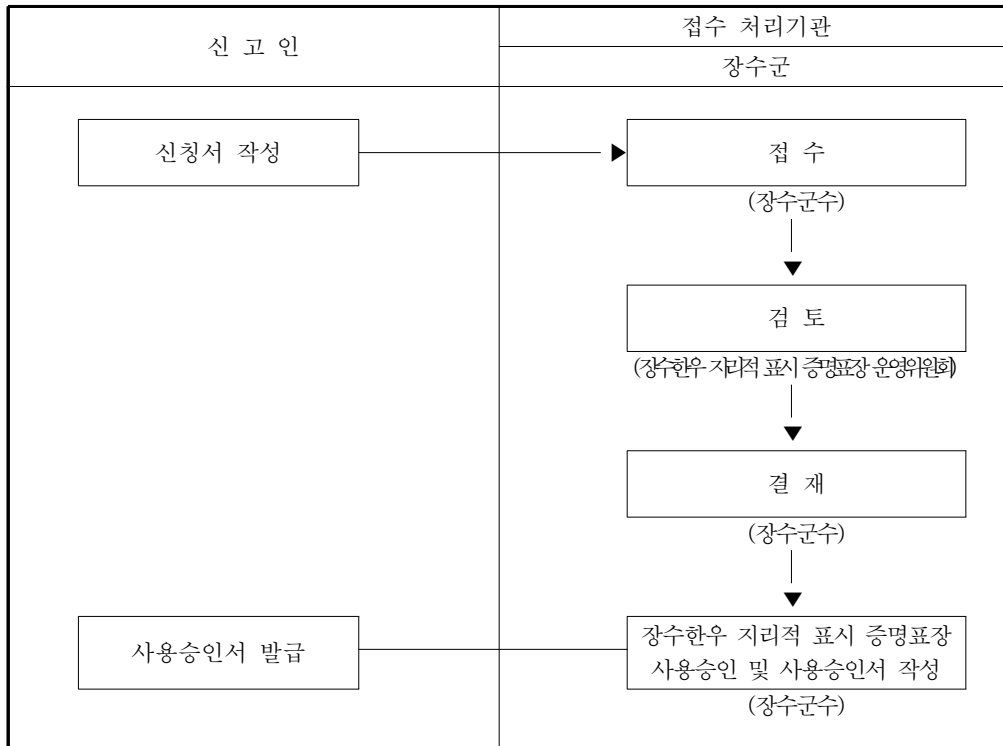 신 고 인
접수 처리기관
장수군
신칭서 작성
접 수
(장수군수)
검 토
(장수한우 지리적 표시 증명표장 운영위원회)
결 재
(장수군수)
사용승인서 발급
장수한우 지리적 표시 증명표장
사용승인 및 사용승인서 작성
(장수군수)